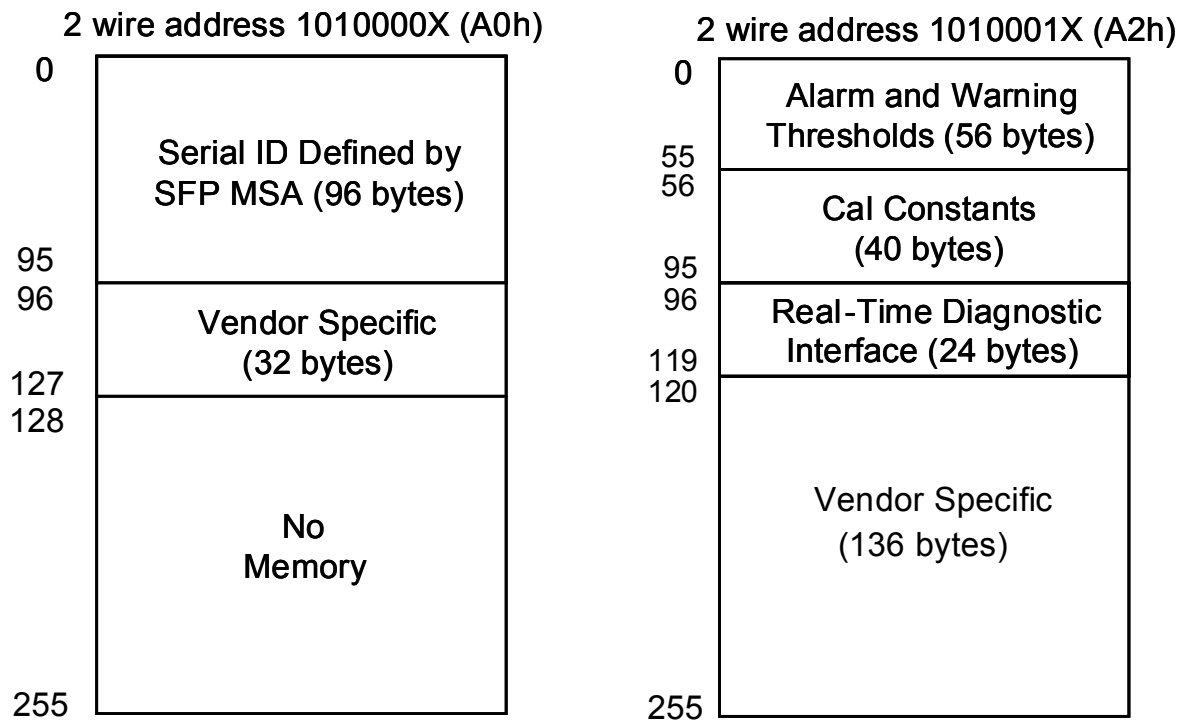 2 wire address 1010000X (A0h)
0
Serial ID Defined by
SFP MSA (96 bytes)
95
96
Vendor Specific
(32 bytes)
127
128
No
Memory
255
2 wire address 1010001X (A2h)
0
Alarm and Warning
Thresholds (56 bytes)
55
56
Cal Constants
(40 bytes)
95
96
Real-Time Diagnostic
Interface (24 bytes)
119
120
Vendor Specific
(136 bytes)
255